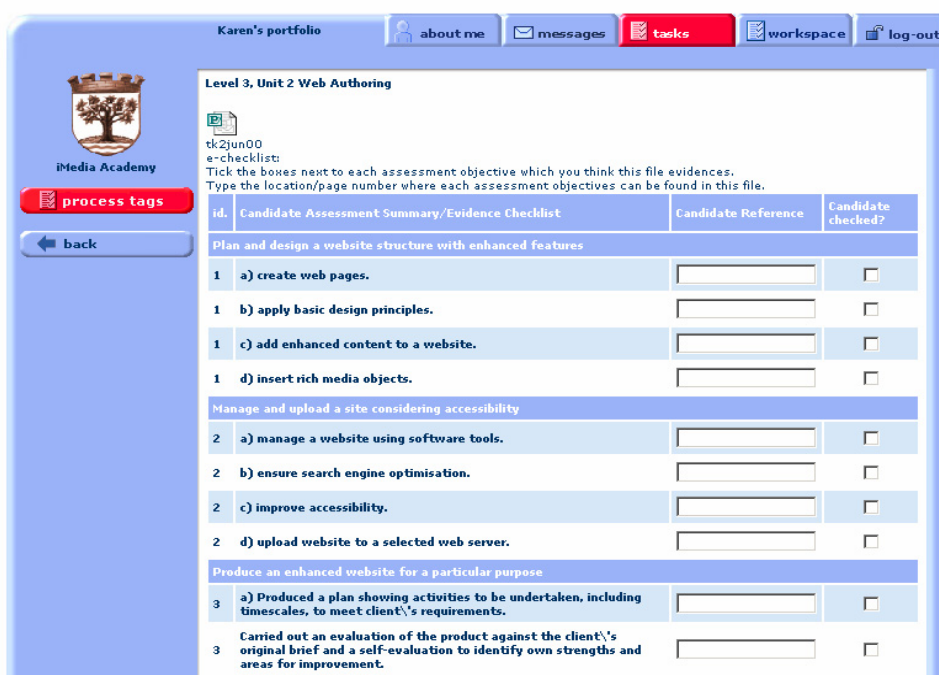 Karen's portfolio
about me
messages
tasks
workspace
log-out
iMedia Academy
process tags
back
Level 3, Unit 2 Web Authoring
tk2jun00
e-checklist:
Tick the boxes next to each assessment objective which you think this file evidences.
Type the location/page number where each assessment objectives can be found in this file.
id. Candidate Assessment Summary/Evidence Checklist Candidate Reference Candidate
checked?
Plan and design a website structure with enhanced features
1 a) create web pages.
1 b) apply basic design principles.
1 c) add enhanced content to a website.
1 d) insert rich media objects.
Manage and upload a site considering accessibility
2 a) manage a website using software tools.
2 b) ensure search engine optimisation.
2 c) improve accessibility.
2 d) upload website to a selected web server.
Produce an enhanced website for a particular purpose
3 a) Produced a plan showing activities to be undertaken, including
timescales, to meet client\'s requirements.
3 Carried out an evaluation of the product against the client\'s
original brief and a self-evaluation to identify own strengths and
areas for improvement.